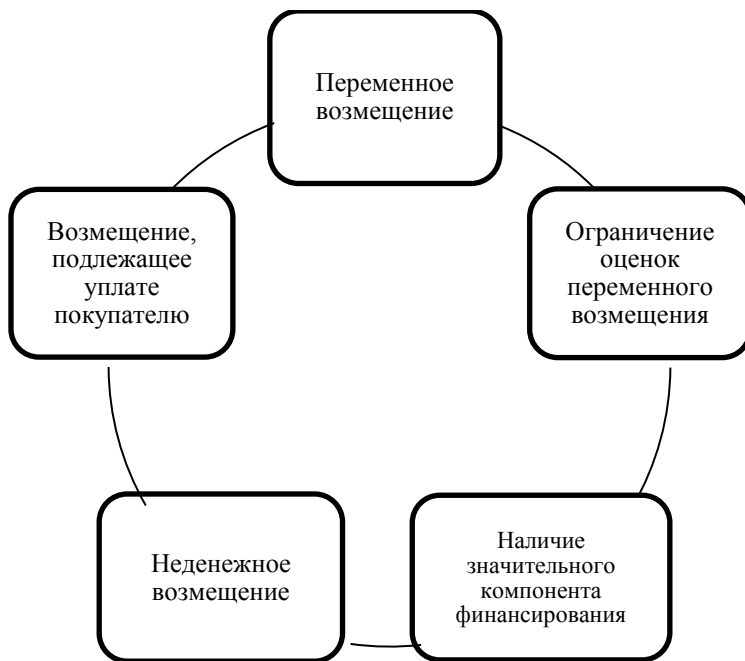 Переменное
возмещение
Ограничение
оценок
переменного
возмещения
Наличие
значительного
компонента
финансирования
Неденежное
возмещение
Возмещение,
подлежащее
уплате
покупателю